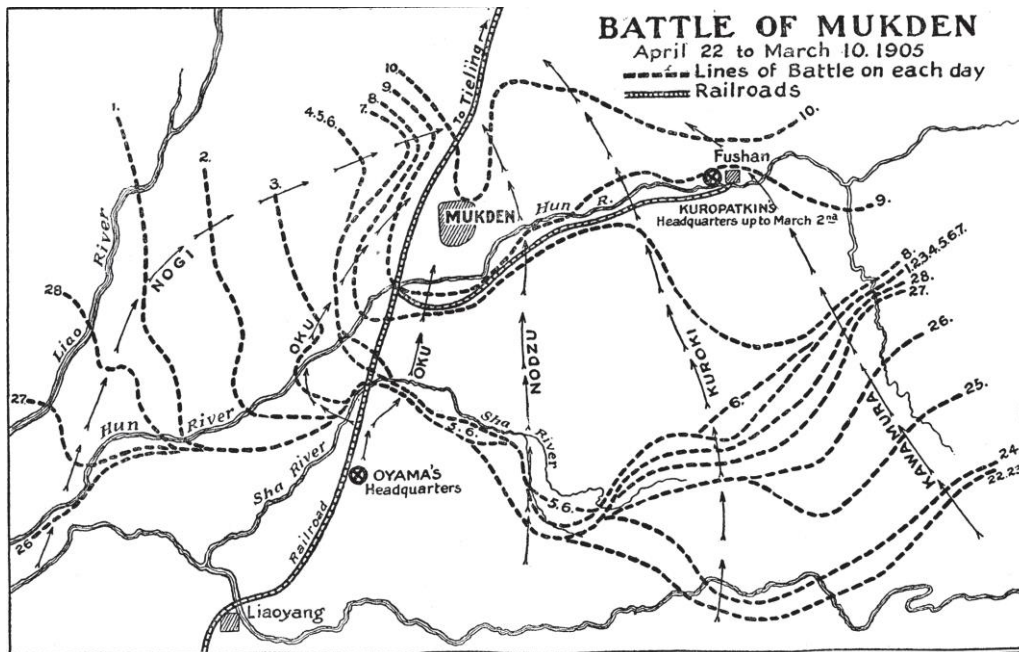 BATTLE OF MUKDEN
April 22 to March 10. 1905
Lines of Battle on each day
Railroads
To Tieling
1.
2.
3.
4.5.6.
7.
8.
9.
10.
10.
Fushan
MUKDEN
Hun R.
KUROPATKIN'S
Headquarters up to March 2nd
9.
Liao River
NOGI
28
27.
26
Hun River
OKU
OKU
NODZU
KUROKI
KAWAMURA
8.
1,2,3.4,5.6.7.
28.
27.
26.
25.
24.
22,23.
6.
5.6.
5.6.
Sha River
Sha River
OYAMA'S
Headquarters
Railroad
Liaoyang